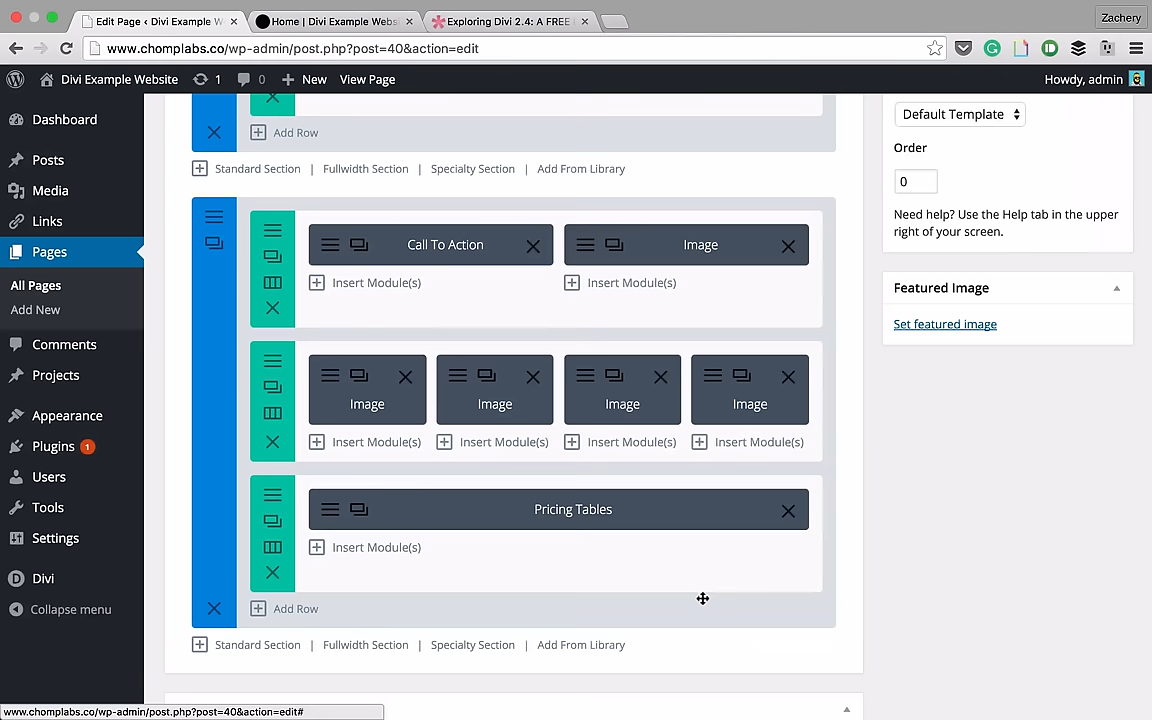 Edit Page ‹ Divi Example W
Home | Divi Example Websi
Exploring Divi 2.4: A FREE
Zachery
www.chomplabs.co/wp-admin/post.php?post=40&action=edit
Divi Example Website
1
0
New
View Page
Howdy, admin
Dashboard
Posts
Media
Links
Pages
All Pages
Add New
Comments
Projects
Appearance
Plugins 1
Users
Tools
Settings
Divi
Collapse menu
Add Row
Standard Section | Fullwidth Section | Specialty Section | Add From Library
Call To Action
Image
Insert Module(s)
Insert Module(s)
Image
Image
Image
Image
Insert Module(s)
Insert Module(s)
Insert Module(s)
Insert Module(s)
Pricing Tables
Insert Module(s)
Add Row
Standard Section | Fullwidth Section | Specialty Section | Add From Library
Default Template
Order
0
Need help? Use the Help tab in the upper
right of your screen.
Featured Image
Set featured image
www.chomplabs.co/wp-admin/post.php?post=40&action=edit#